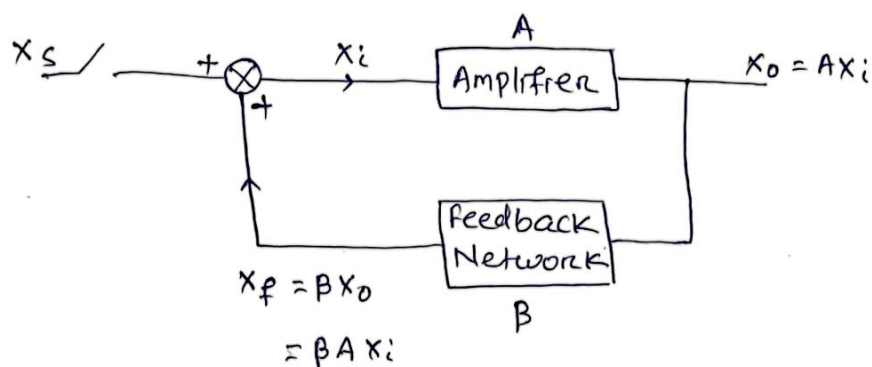 A
Xs
+
Xi
Amplifier
Xo = AXi
+
Feedback
Network
Xf = βXo
β
= βAXi